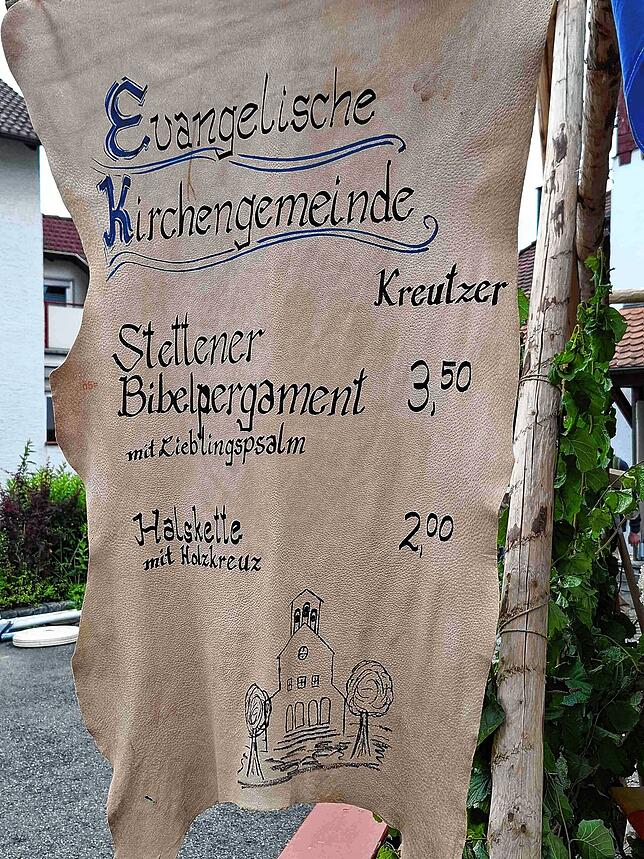 Evangelische
Kirchengemeinde
Kreutzer
Stettener
Bibelpergament 3,50
mit Lieblingspsalm
Halskette 2,00
mit Holzkreuz